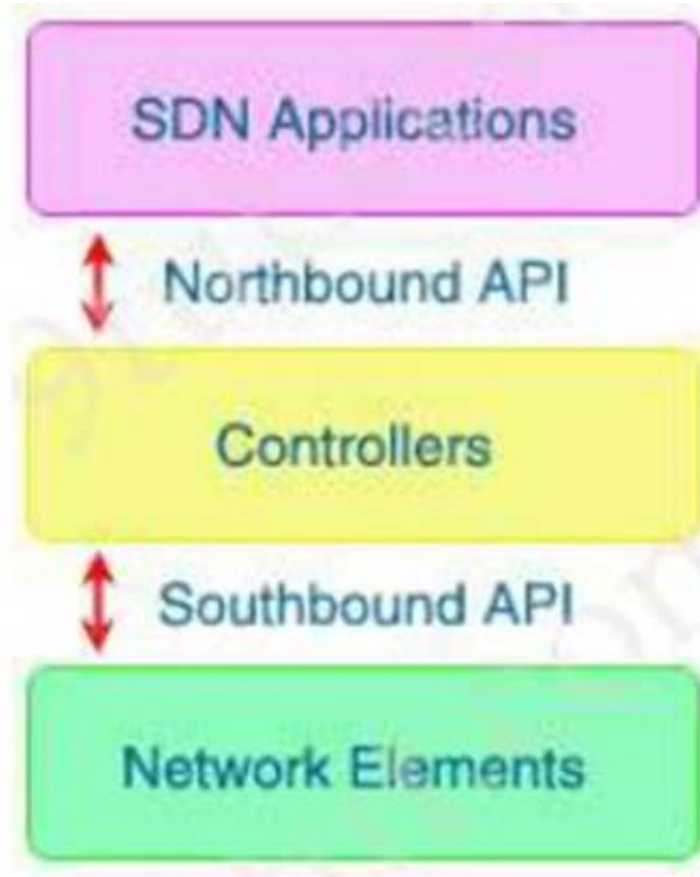 SDN Applications
Northbound API
Controllers
Southbound API
Network Elements